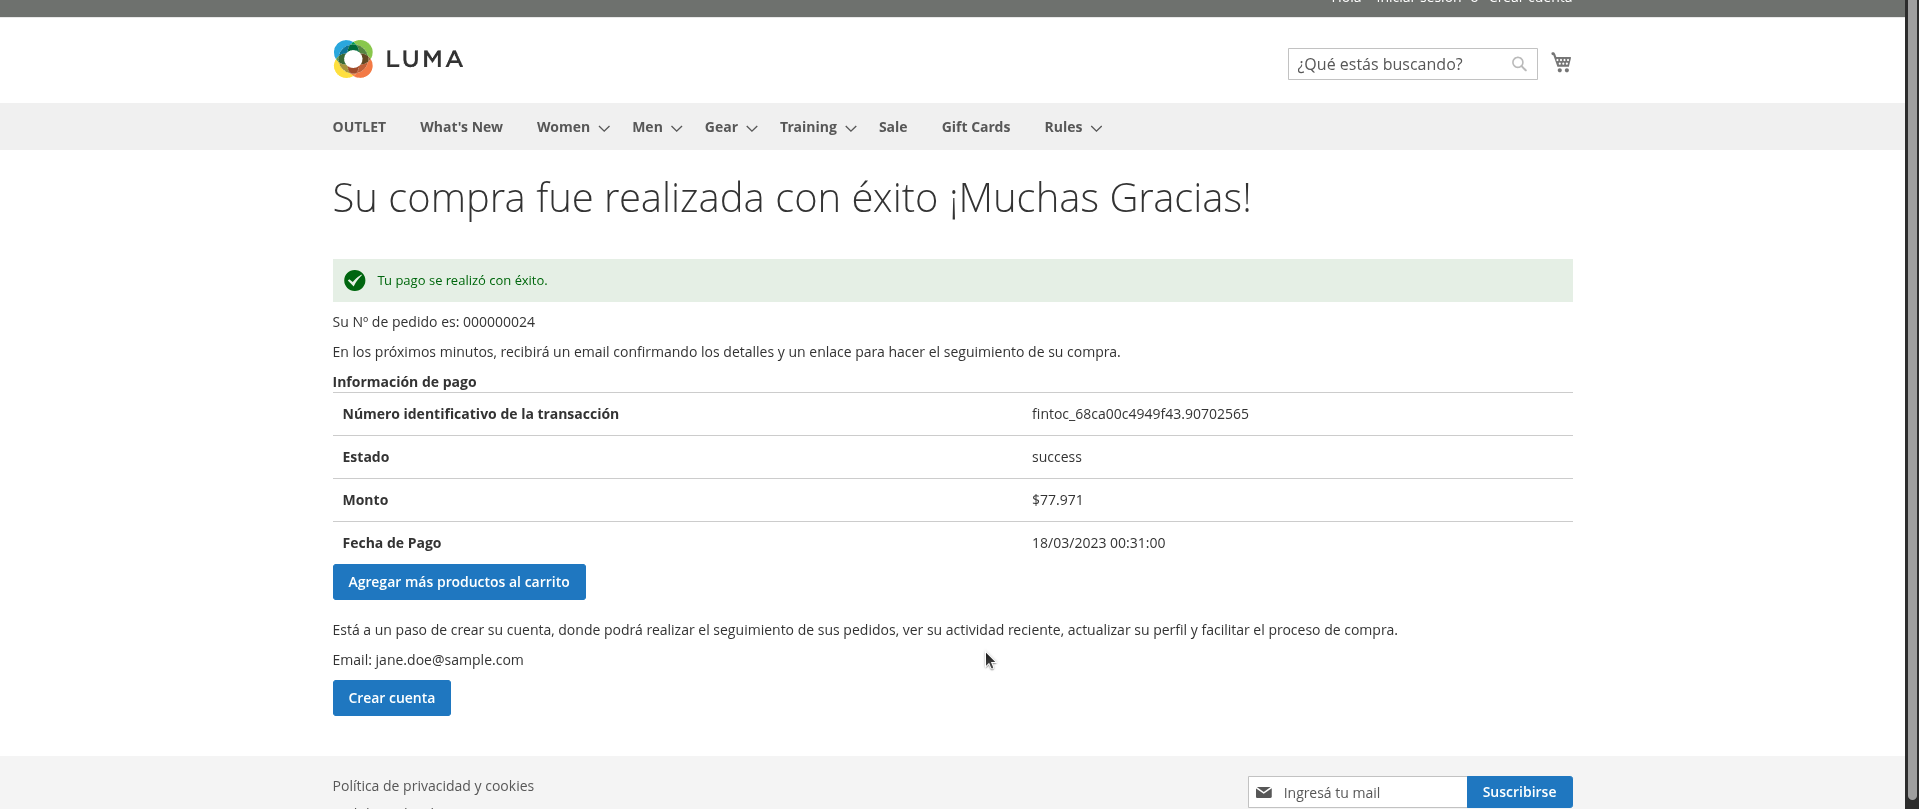 Hola Iniciar sesión o Crear cuenta
LUMA
¿Qué estás buscando?
OUTLET What's New Women Men Gear Training Sale Gift Cards Rules
Su compra fue realizada con éxito ¡Muchas Gracias!
Tu pago se realizó con éxito.
Su Nº de pedido es: 000000024
En los próximos minutos, recibirá un email confirmando los detalles y un enlace para hacer el seguimiento de su compra.
Información de pago
Número identificativo de la transacción fintoc_68ca00c4949f43.90702565
Estado success
Monto $77.971
Fecha de Pago 18/03/2023 00:31:00
Agregar más productos al carrito
Está a un paso de crear su cuenta, donde podrá realizar el seguimiento de sus pedidos, ver su actividad reciente, actualizar su perfil y facilitar el proceso de compra.
Email: jane.doe@sample.com
Crear cuenta
Política de privacidad y cookies
Ingresá tu mail Suscribirse